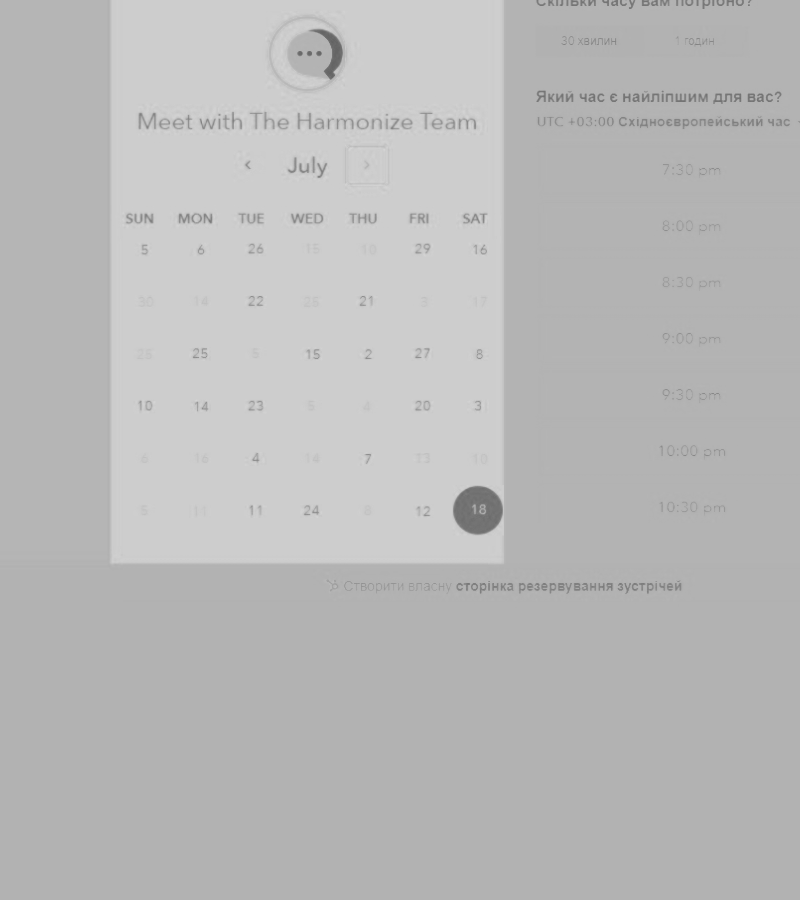 Meet with The Harmonize Team
July
SUN MON TUE WED THU FRI SAT
5 6 26 15 10 29 16
30 14 22 28 21 17
25 15 2 27 8
10 14 23 5 4 20 3
6 16 4 14 7 13 10
5 11 11 24 12 18
Скільки часу вам потрібно?
30 хвилин 1 годин
Який час є найліпшим для вас?
UTC +03:00 Східноєвропейський час
7:30 pm
8:00 pm
8:30 pm
9:00 pm
9:30 pm
10:00 pm
10:30 pm
Створити власну сторінка резервування зустрічей